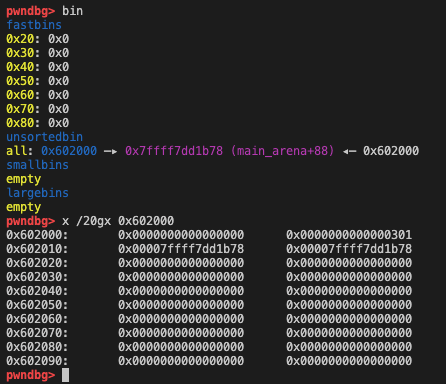 pwndbg> bin
fastbins
0x20: 0x0
0x30: 0x0
0x40: 0x0
0x50: 0x0
0x60: 0x0
0x70: 0x0
0x80: 0x0
unsortedbin
all: 0x602000 —▸ 0x7ffff7dd1b78 (main_arena+88) ◂— 0x602000
smallbins
empty
largebins
empty
pwndbg> x /20gx 0x602000
0x602000: 0x0000000000000000 0x0000000000000301
0x602010: 0x00007ffff7dd1b78 0x00007ffff7dd1b78
0x602020: 0x0000000000000000 0x0000000000000000
0x602030: 0x0000000000000000 0x0000000000000000
0x602040: 0x0000000000000000 0x0000000000000000
0x602050: 0x0000000000000000 0x0000000000000000
0x602060: 0x0000000000000000 0x0000000000000000
0x602070: 0x0000000000000000 0x0000000000000000
0x602080: 0x0000000000000000 0x0000000000000000
0x602090: 0x0000000000000000 0x0000000000000000
pwndbg>